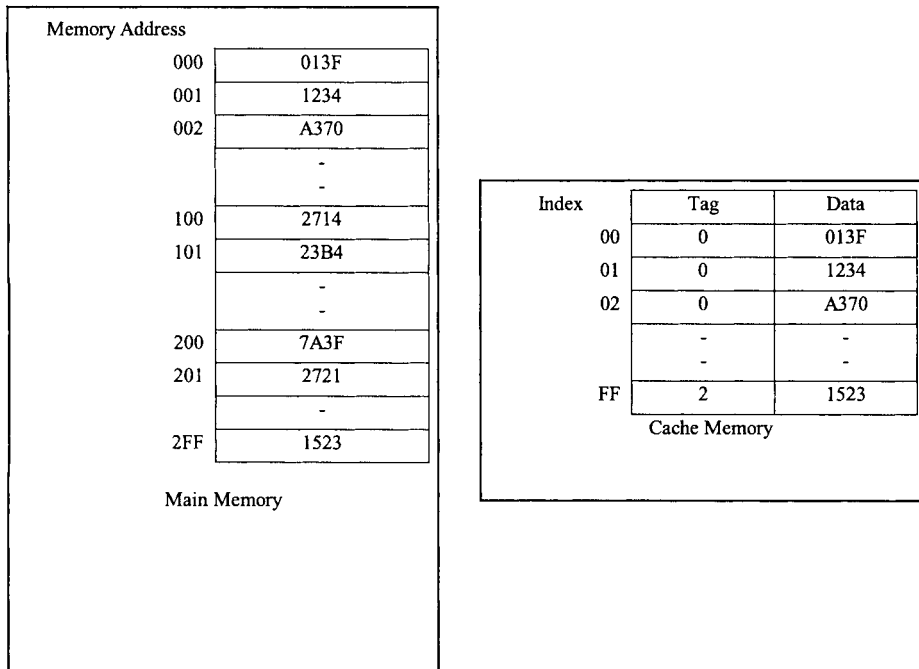 Memory Address
000 013F
001 1234
002 A370
-
-
100 2714
101 23B4
-
-
200 7A3F
201 2721
-
2FF 1523
Main Memory
Index Tag Data
00 0 013F
01 0 1234
02 0 A370
- -
- -
FF 2 1523
Cache Memory